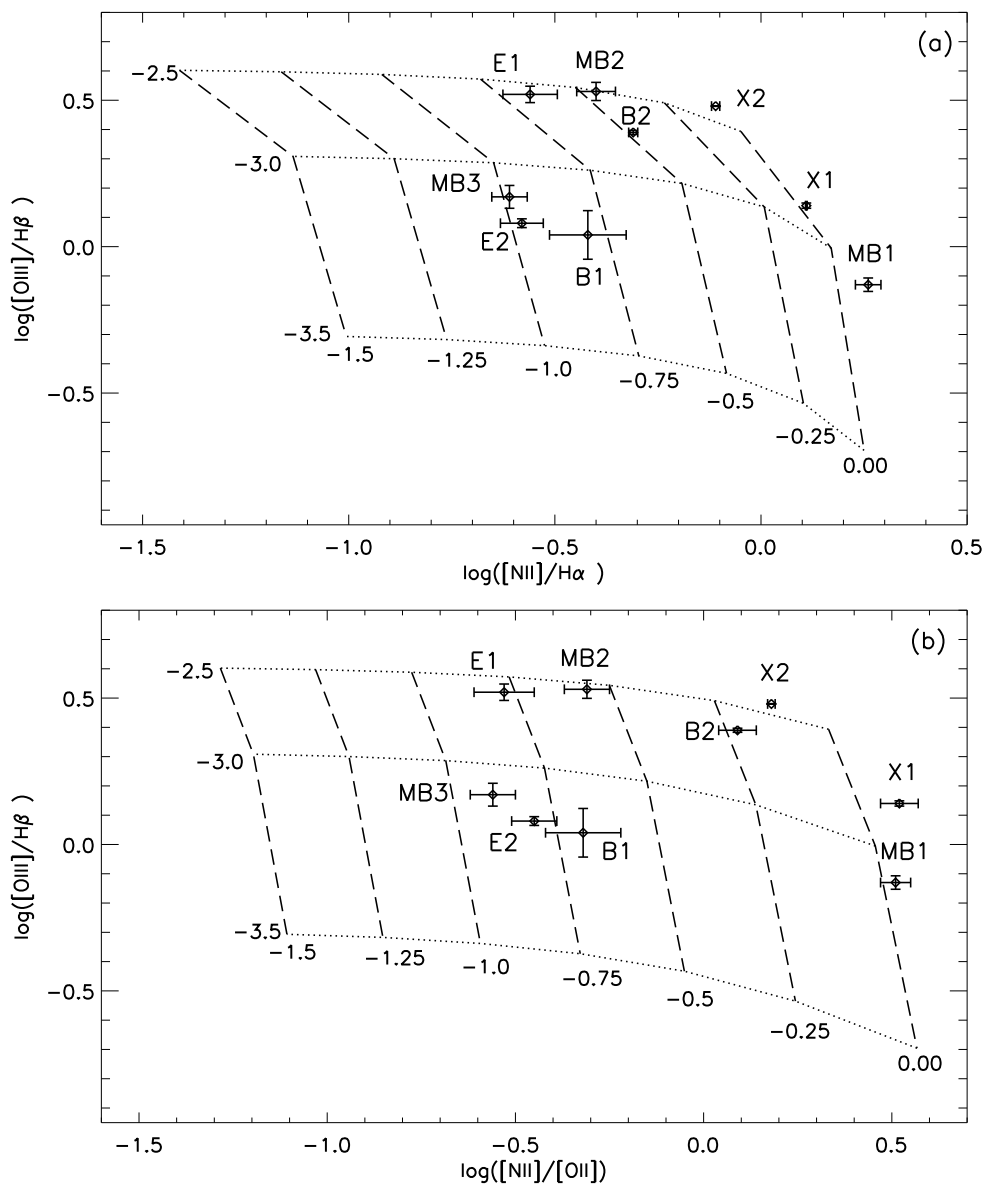 (a)
E1 MB2
X2
−2.5
0.5
B2
−3.0
MB3
X1
E2
B1
MB1
0.0
log([OIII]/Hβ )
−3.5
−1.5
−1.25
−1.0
−0.75
−0.5
−0.25
0.00
−0.5
−1.5 −1.0 −0.5 0.0 0.5
log([NII]/Hα )
(b)
E1 MB2
X2
−2.5
0.5
B2
−3.0
MB3
X1
E2
B1
MB1
0.0
log([OIII]/Hβ )
−3.5
−1.5
−1.25
−1.0
−0.75
−0.5
−0.25
0.00
−0.5
−1.5 −1.0 −0.5 0.0 0.5
log([NII]/[OII])